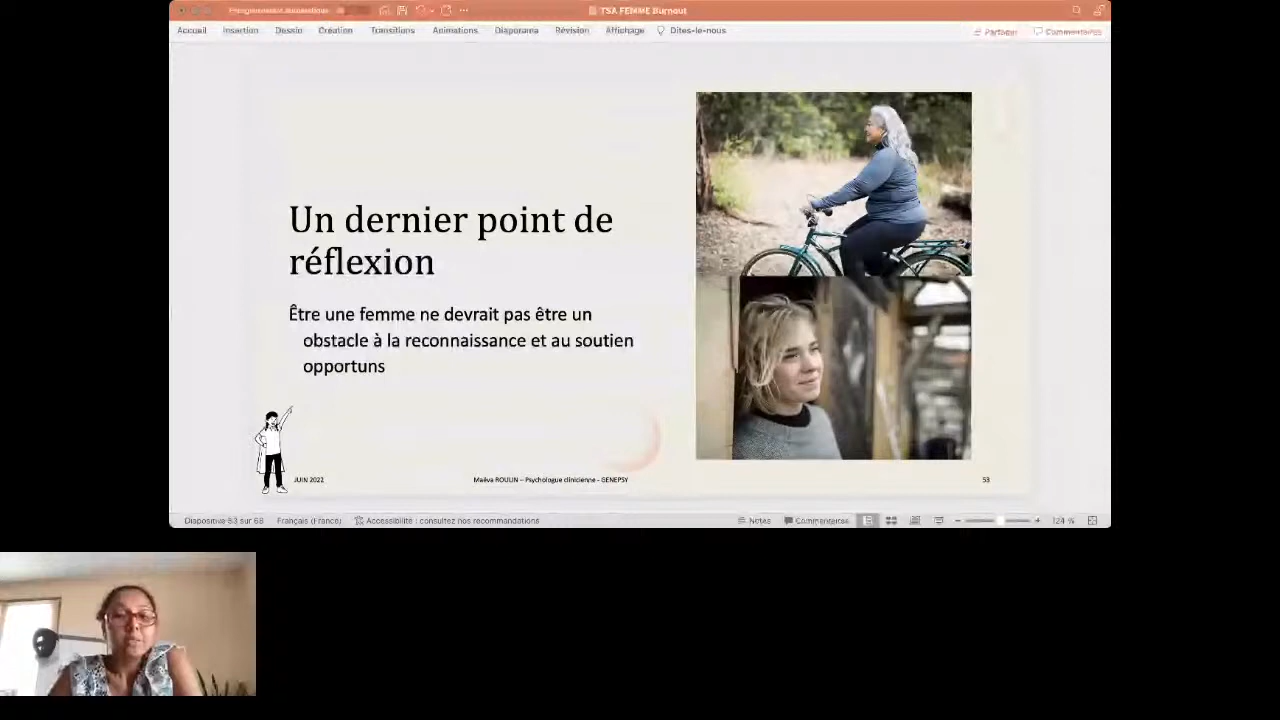 TSA FEMME Burnout
Accueil Insertion Dessin Création Transitions Animations Diaporama Révision Affichage Dites-le-nous Partager Commentaires
Un dernier point de
réflexion
Être une femme ne devrait pas être un
obstacle à la reconnaissance et au soutien
opportuns
JUIN 2022 Maëva ROULIN – Psychologue clinicienne - GENEPSY 53
Diapositive 53 sur 68 Français (France) Accessibilité : consultez nos recommandations Notes Commentaires 124 %